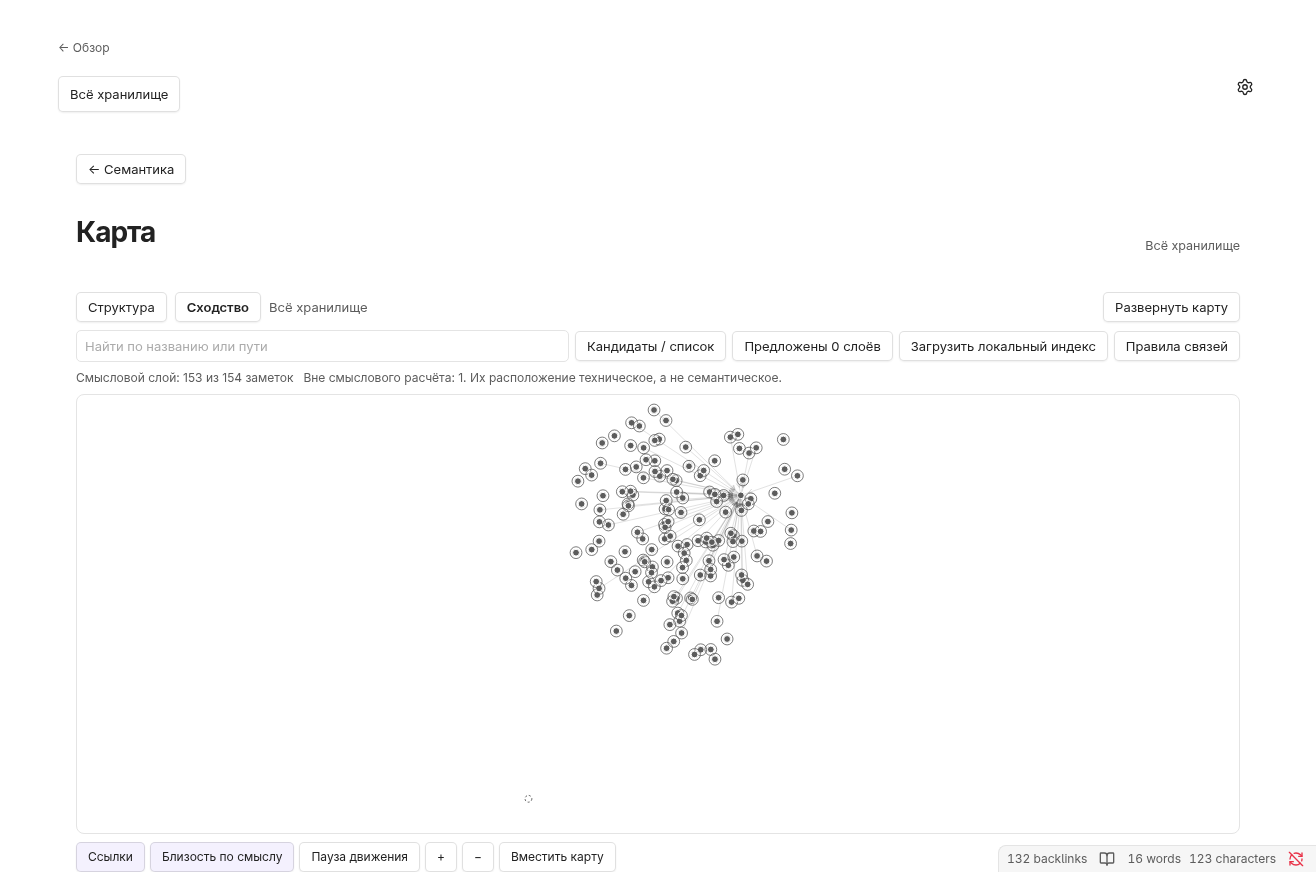 ← Обзор
Всё хранилище
← Семантика
Карта
Всё хранилище
Структура Сходство Всё хранилище Развернуть карту
Найти по названию или пути Кандидаты / список Предложены 0 слоёв Загрузить локальный индекс Правила связей
Смысловой слой: 153 из 154 заметок Вне смыслового расчёта: 1. Их расположение техническое, а не семантическое.
Ссылки Близость по смыслу Пауза движения + − Вместить карту
132 backlinks 16 words 123 characters